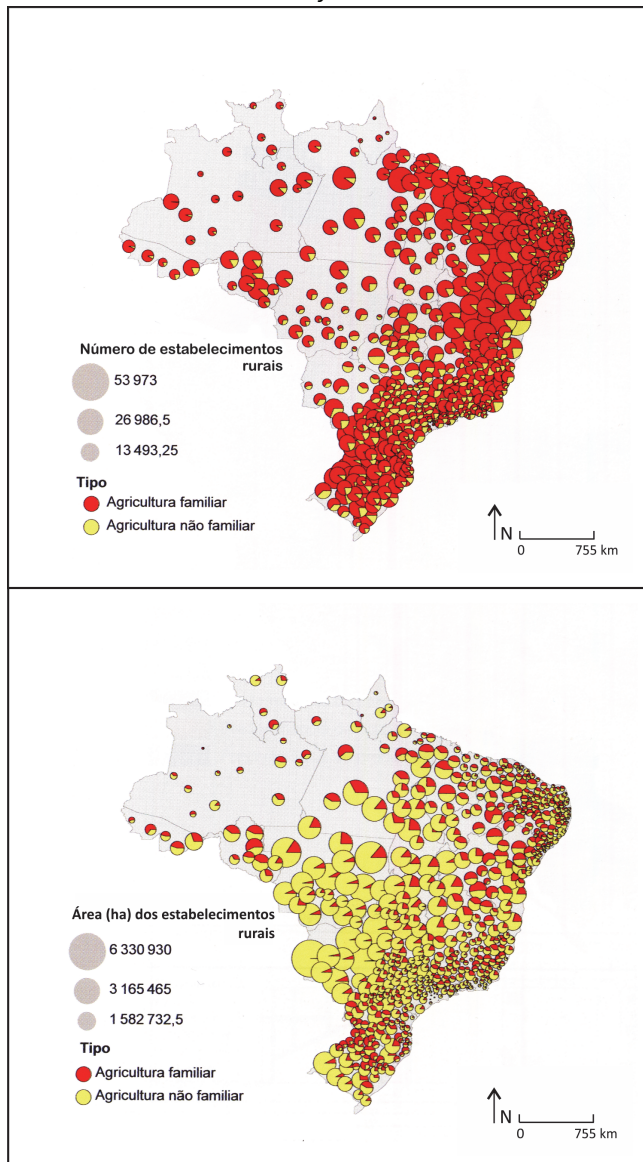 Número de estabelecimentos
rurais
53 973
26 986,5
13 493,25
Tipo
Agricultura familiar
Agricultura não familiar
N
0 755 km
Área (ha) dos estabelecimentos
rurais
6 330 930
3 165 465
1 582 732,5
Tipo
Agricultura familiar
Agricultura não familiar
N
0 755 km